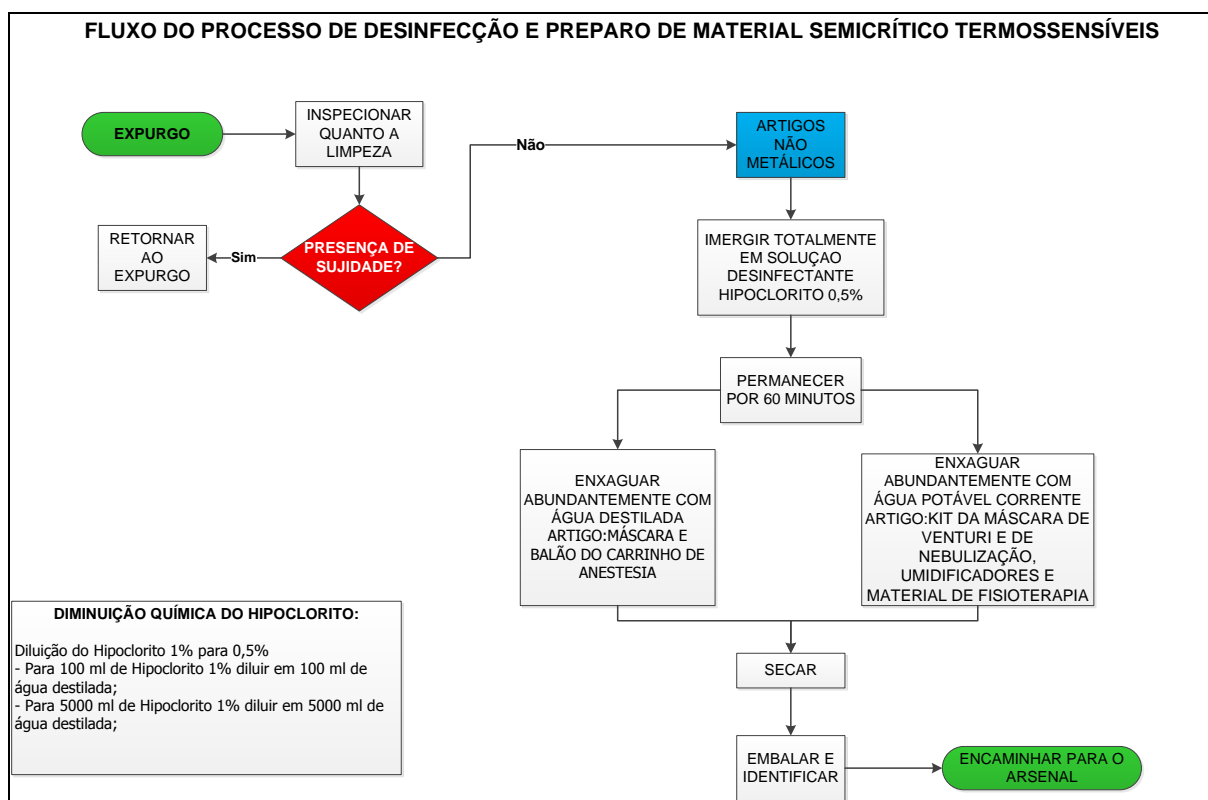 FLUXO DO PROCESSO DE DESINFECÇÃO E PREPARO DE MATERIAL SEMICRÍTICO TERMOSSENSÍVEIS
EXPURGO
INSPECIONAR
QUANTO A
LIMPEZA
PRESENÇA DE
SUJIDADE?
Sim
RETORNAR
AO
EXPURGO
Não
ARTIGOS
NÃO
METÁLICOS
IMERGIR TOTALMENTE
EM SOLUÇAO
DESINFECTANTE
HIPOCLORITO 0,5%
PERMANECER
POR 60 MINUTOS
ENXAGUAR
ABUNDANTEMENTE COM
ÁGUA DESTILADA
ARTIGO:MÁSCARA E
BALÃO DO CARRINHO DE
ANESTESIA
ENXAGUAR
ABUNDANTEMENTE COM
ÁGUA POTÁVEL CORRENTE
ARTIGO:KIT DA MÁSCARA DE
VENTURI E DE
NEBULIZAÇÃO,
UMIDIFICADORES E
MATERIAL DE FISIOTERAPIA
SECAR
EMBALAR E
IDENTIFICAR
ENCAMINHAR PARA O
ARSENAL
DIMINUIÇÃO QUÍMICA DO HIPOCLORITO:
Diluição do Hipoclorito 1% para 0,5%
- Para 100 ml de Hipoclorito 1% diluir em 100 ml de
água destilada;
- Para 5000 ml de Hipoclorito 1% diluir em 5000 ml de
água destilada;